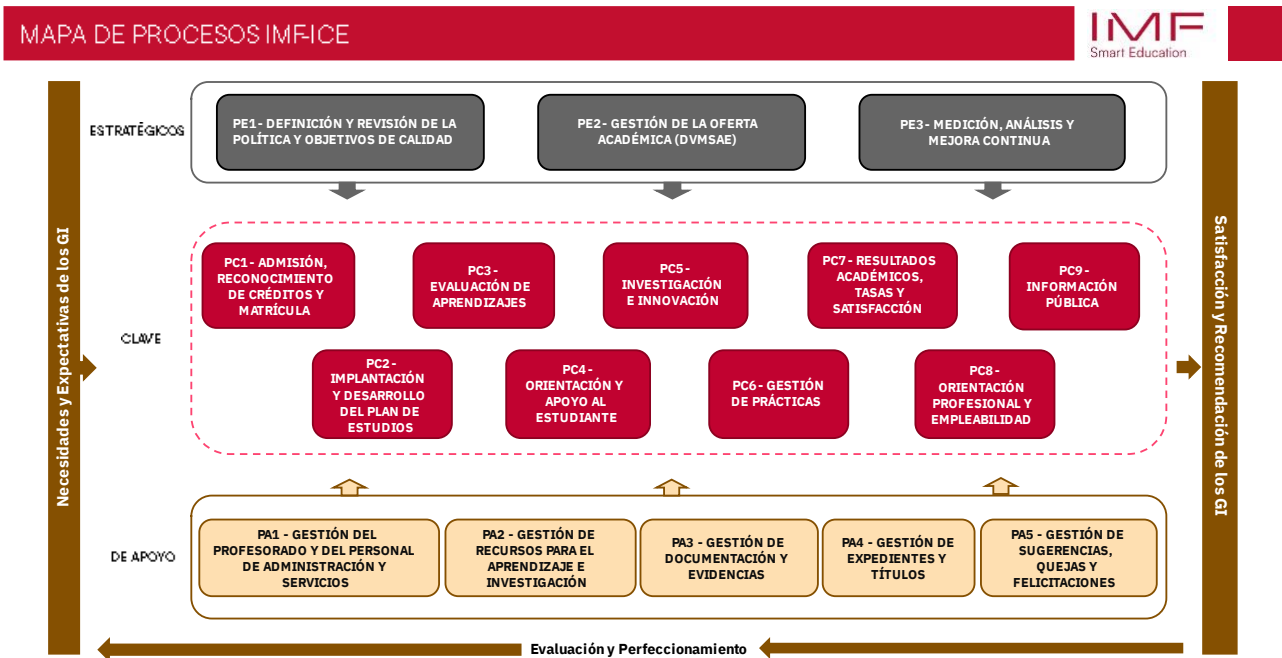 MAPA DE PROCESOS IMF-ICE
IMF
Smart Education
Necesidades y Expectativas de los GI
ESTRATÉGICOS
PE1- DEFINICIÓN Y REVISIÓN DE LA
POLÍTICA Y OBJETIVOS DE CALIDAD
PE2- GESTIÓN DE LA OFERTA
ACADÉMICA (DVMSAE)
PE3- MEDICIÓN, ANÁLISIS Y
MEJORA CONTINUA
CLAVE
PC1- ADMISIÓN,
RECONOCIMIENTO
DE CRÉDITOS Y
MATRÍCULA
PC3-
EVALUACIÓN DE
APRENDIZAJES
PC5-
INVESTIGACIÓN
E INNOVACIÓN
PC7- RESULTADOS
ACADÉMICOS,
TASAS Y
SATISFACCIÓN
PC9-
INFORMACIÓN
PÚBLICA
PC2-
IMPLANTACIÓN
Y DESARROLLO
DEL PLAN DE
ESTUDIOS
PC4-
ORIENTACIÓN Y
APOYO AL
ESTUDIANTE
PC6- GESTIÓN
DE PRÁCTICAS
PC8-
ORIENTACIÓN
PROFESIONAL Y
EMPLEABILIDAD
DE APOYO
PA1 - GESTIÓN DEL
PROFESORADO Y DEL PERSONAL
DE ADMINISTRACIÓN Y
SERVICIOS
PA2 - GESTIÓN DE
RECURSOS PARA EL
APRENDIZAJE E
INVESTIGACIÓN
PA3 - GESTIÓN DE
DOCUMENTACIÓN Y
EVIDENCIAS
PA4 - GESTIÓN DE
EXPEDIENTES Y
TÍTULOS
PA5 - GESTIÓN DE
SUGERENCIAS,
QUEJAS Y
FELICITACIONES
Satisfacción y Recomendación de los GI
Evaluación y Perfeccionamiento